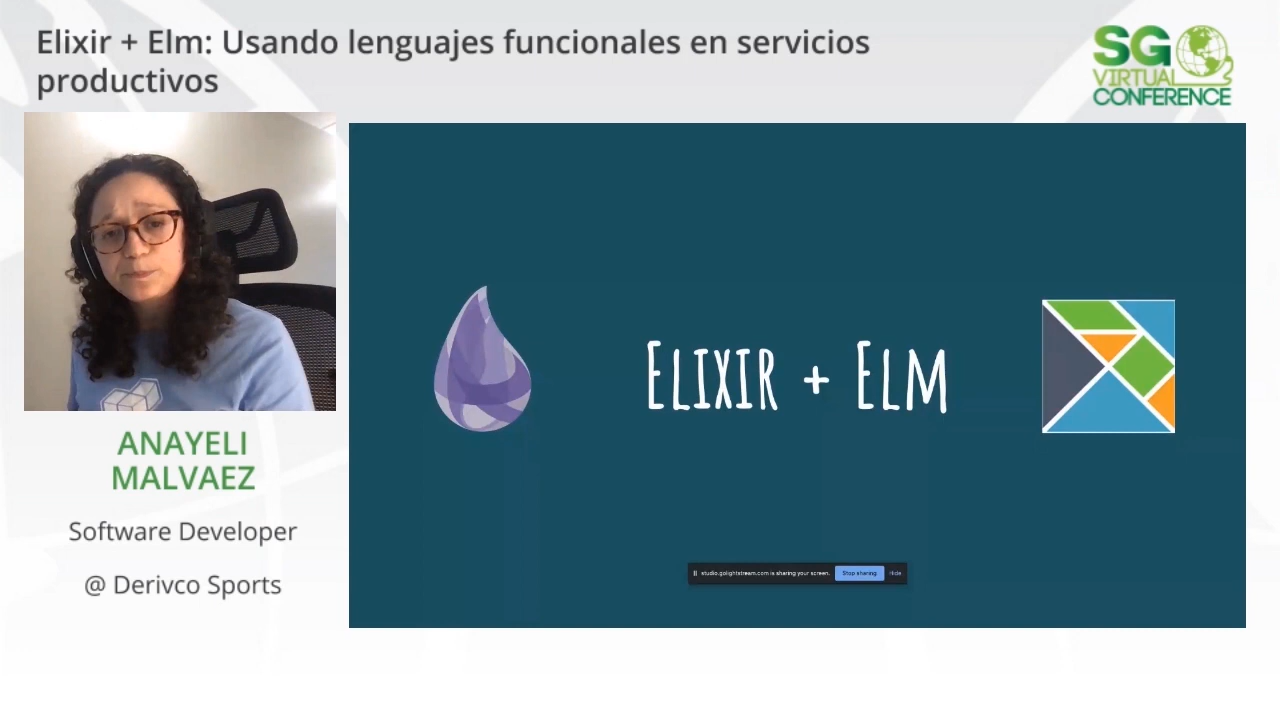 Elixir + Elm: Usando lenguajes funcionales en servicios
productivos
SG
VIRTUAL
CONFERENCE
ELIXIR + ELM
ANAYELI
MALVAEZ
Software Developer
@ Derivco Sports
studio.golightstream.com is sharing your screen. Stop sharing Hide